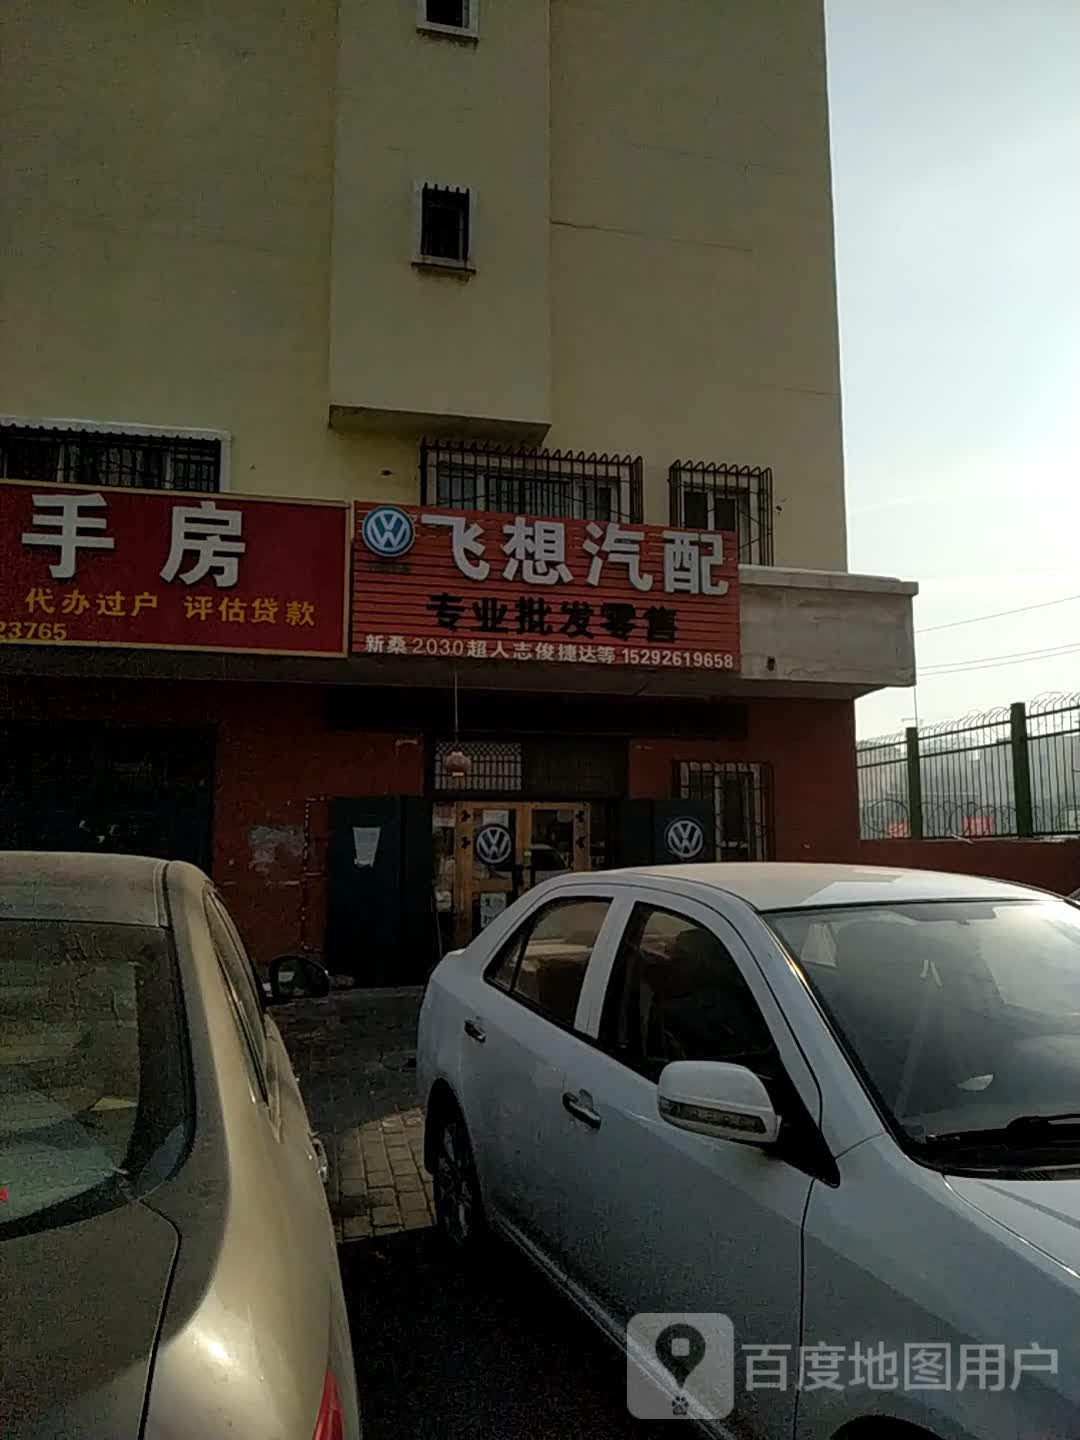 手房
代办过户 评估贷款
23765
飞想汽配
专业批发零售
新桑2030超人志俊捷达等 15292619658
百度地图用户